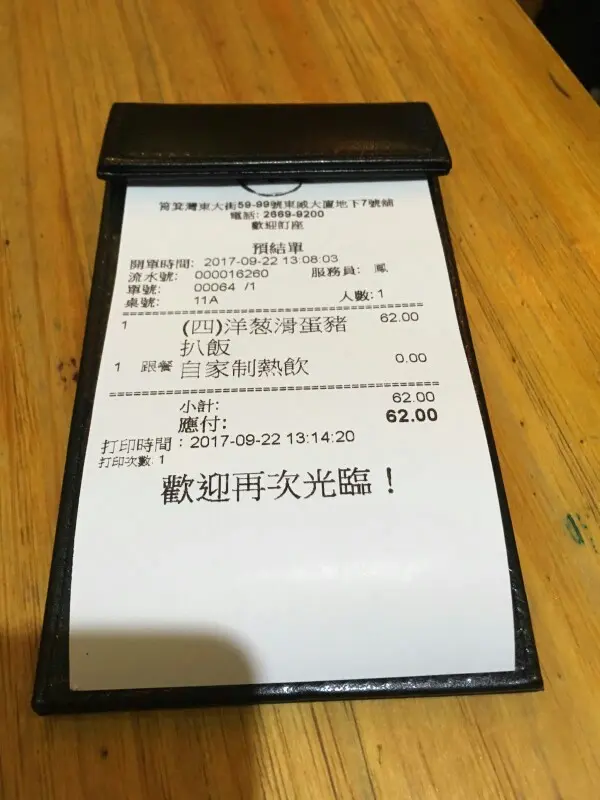 筲箕灣東大街59-99號東威大廈地下7號舖
電話: 2669-9200
歡迎訂座
預結單
開單時間: 2017-09-22 13:08:03
流水號: 000016260 服務員: 鳳
單號: 00064 /1
桌號: 11A 人數: 1
1 (四)洋葱滑蛋豬 62.00
扒飯
1 跟餐 自家制熱飲 0.00
小計: 62.00
應付: 62.00
打印時間：2017-09-22 13:14:20
打印次數: 1
歡迎再次光臨！